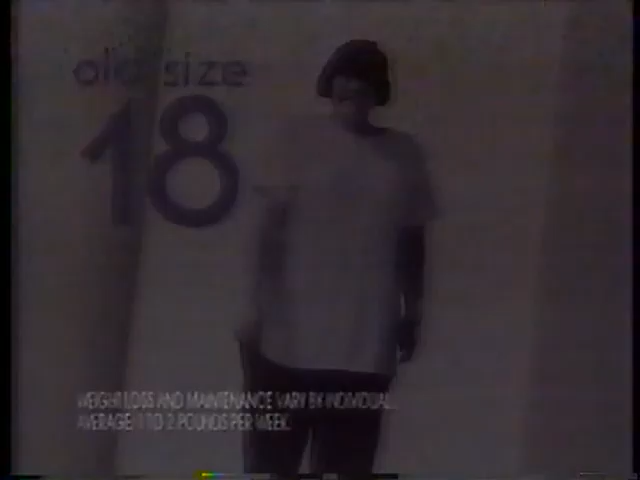 old size
18
WEIGHT LOSS AND MAINTENANCE VARY BY INDIVIDUAL.
AVERAGE 1 TO 2 POUNDS PER WEEK.